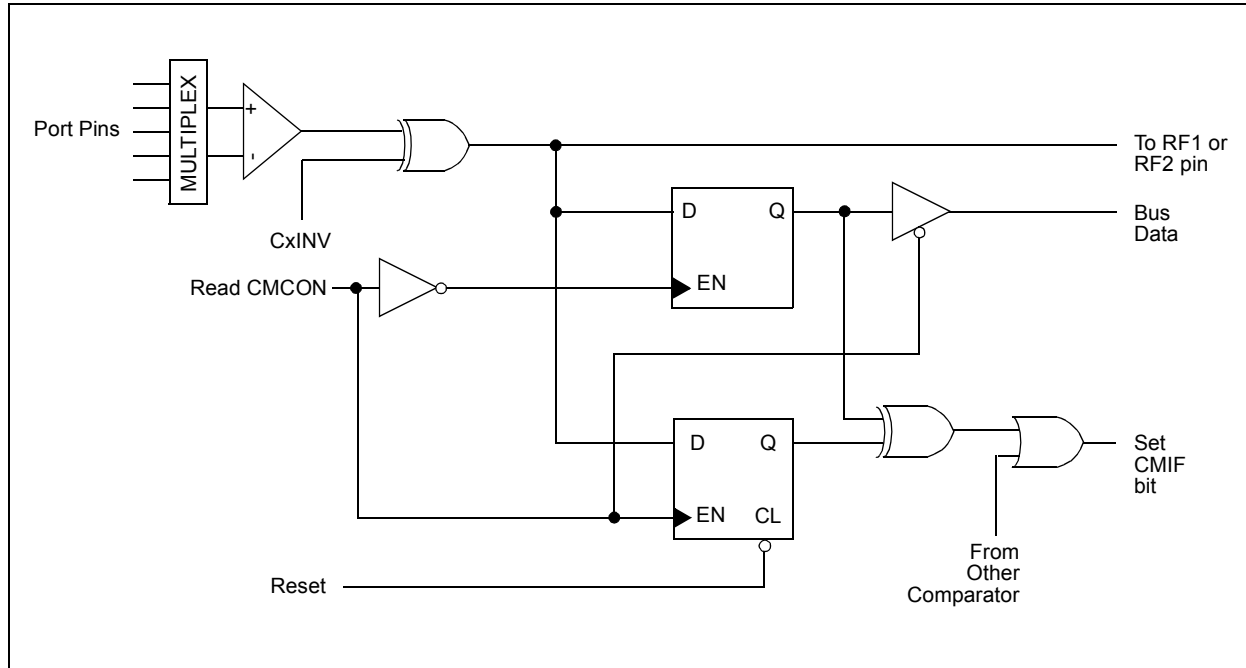 MULTIPLEX
+
-
Port Pins
CxINV
To RF1 or
RF2 pin
D
Q
EN
Bus
Data
Read CMCON
D
Q
EN
CL
Set
CMIF
bit
From
Other
Comparator
Reset